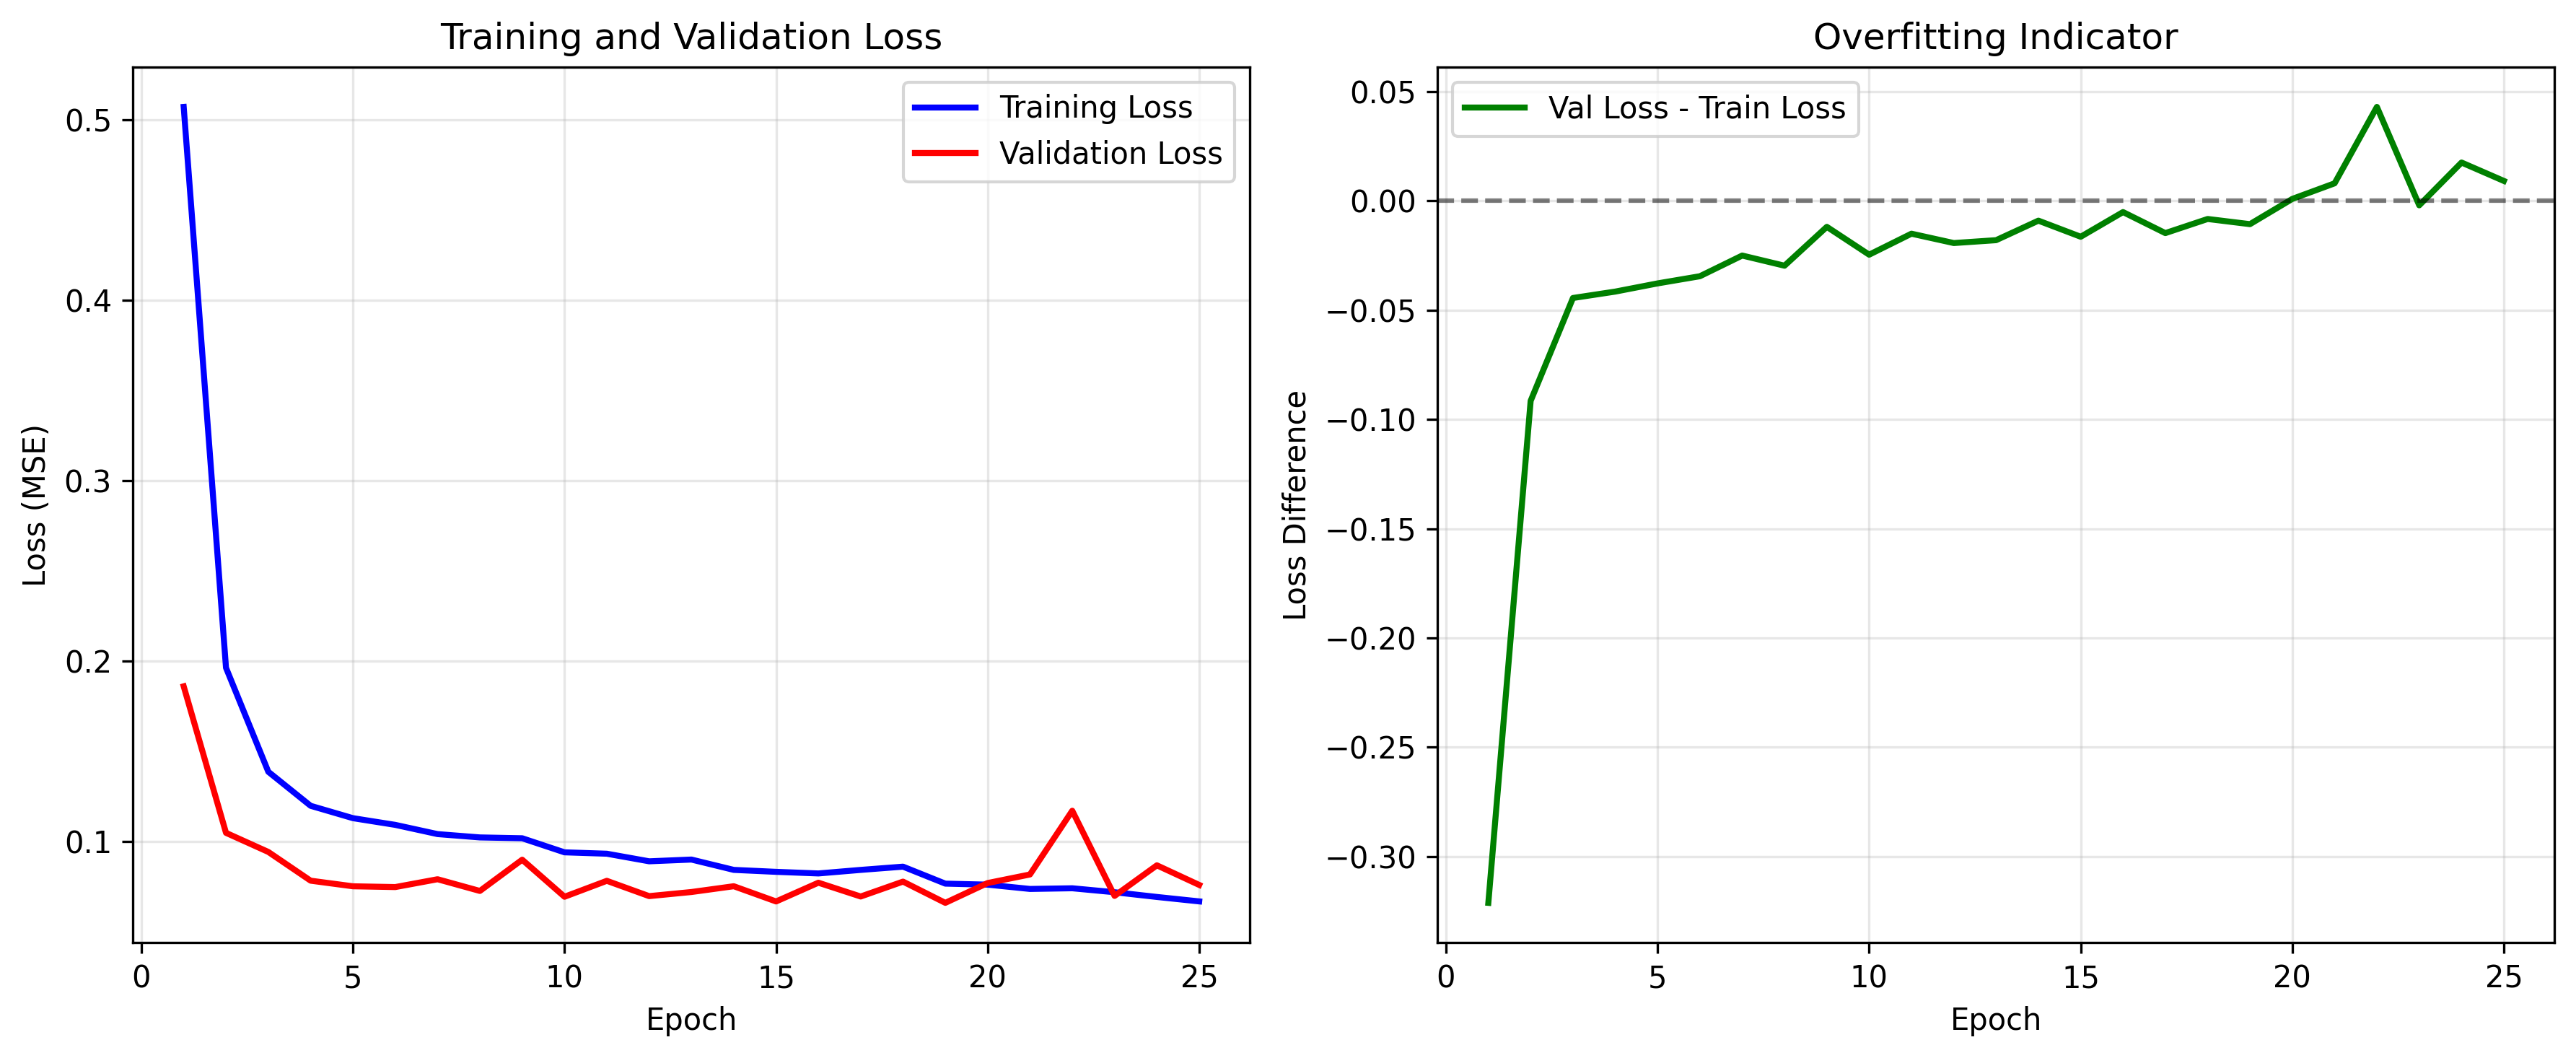 Training and Validation Loss
Training Loss
Validation Loss
0.5
0.4
0.3
0.2
0.1
Loss (MSE)
0 5 10 15 20 25
Epoch
Overfitting Indicator
Val Loss - Train Loss
0.05
0.00
−0.05
−0.10
−0.15
−0.20
−0.25
−0.30
Loss Difference
0 5 10 15 20 25
Epoch